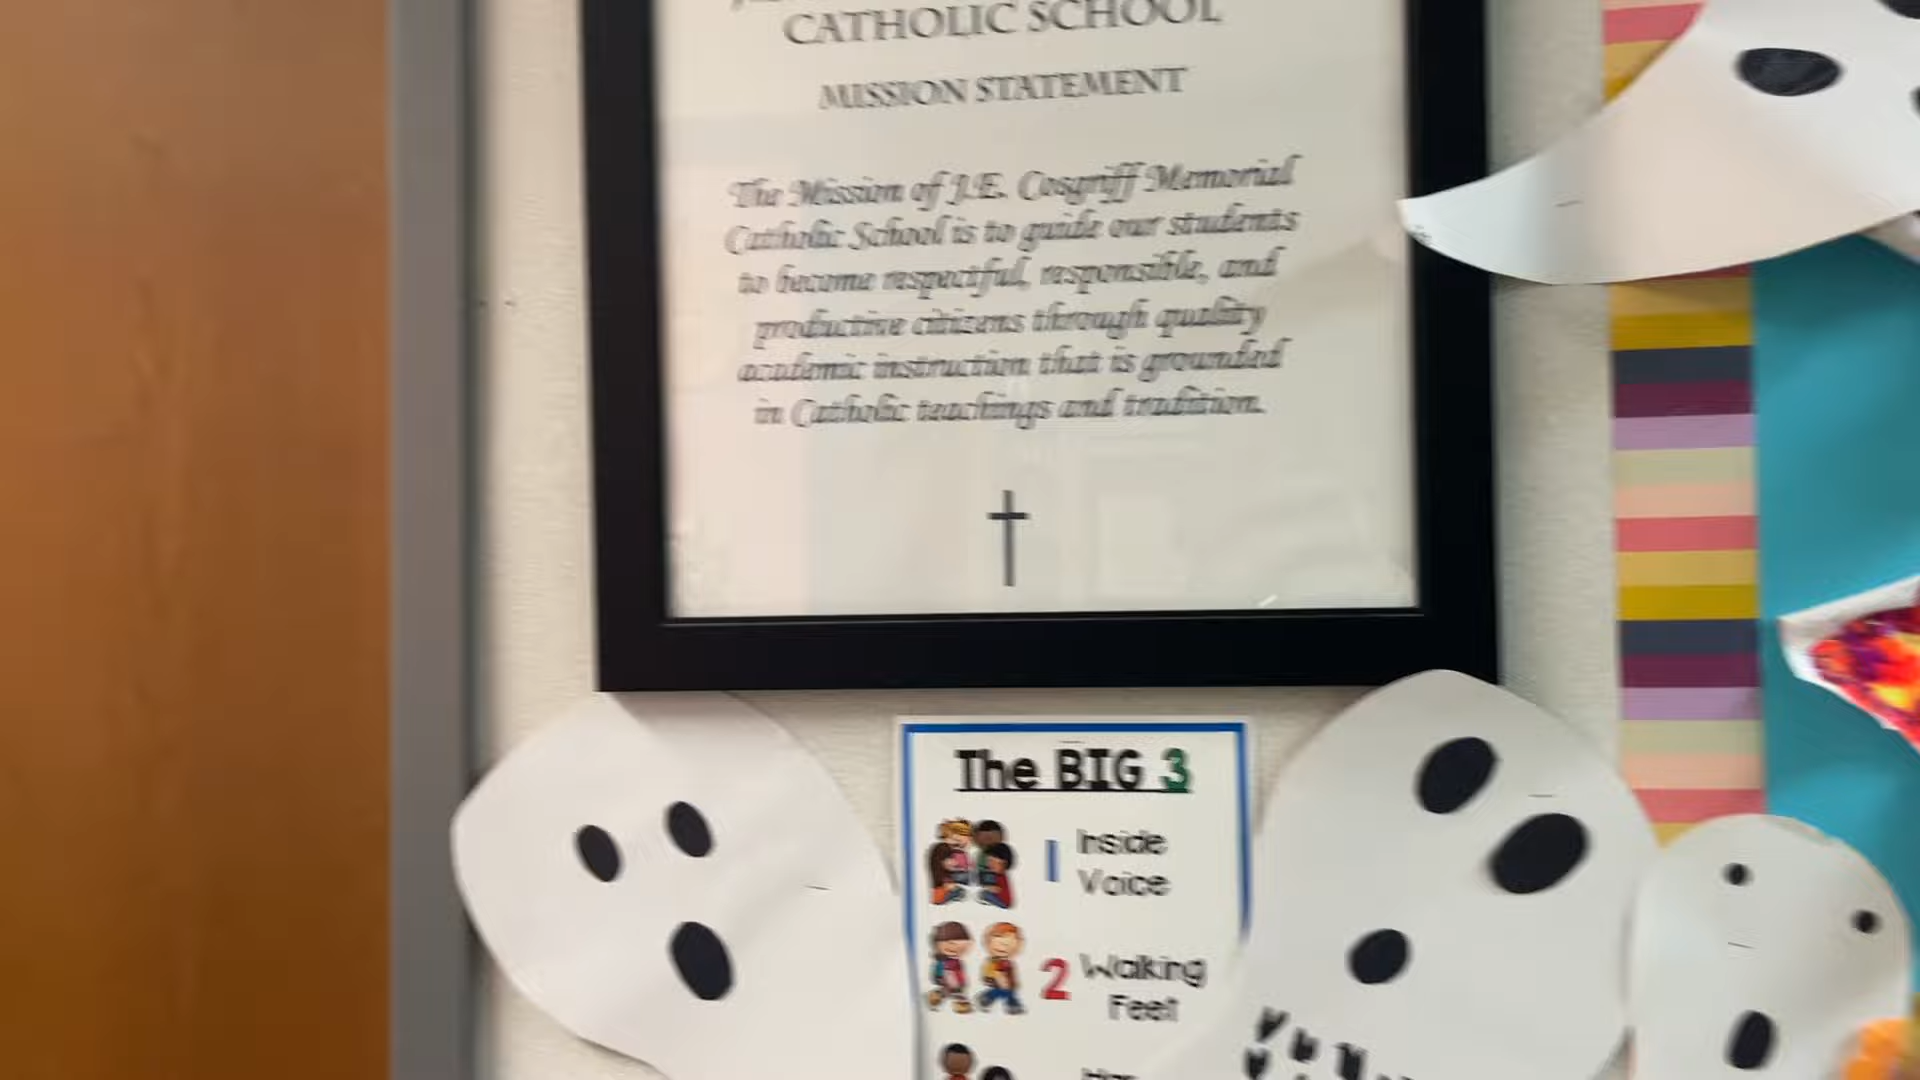 CATHOLIC SCHOOL
MISSION STATEMENT
The Mission of J.E. Cosgriff Memorial
Catholic School is to guide our students
to become respectful, responsible, and
productive citizens through quality
academic instruction that is grounded
in Catholic teachings and tradition.
The BIG 3
1 Inside
Voice
2 Walking
Feet